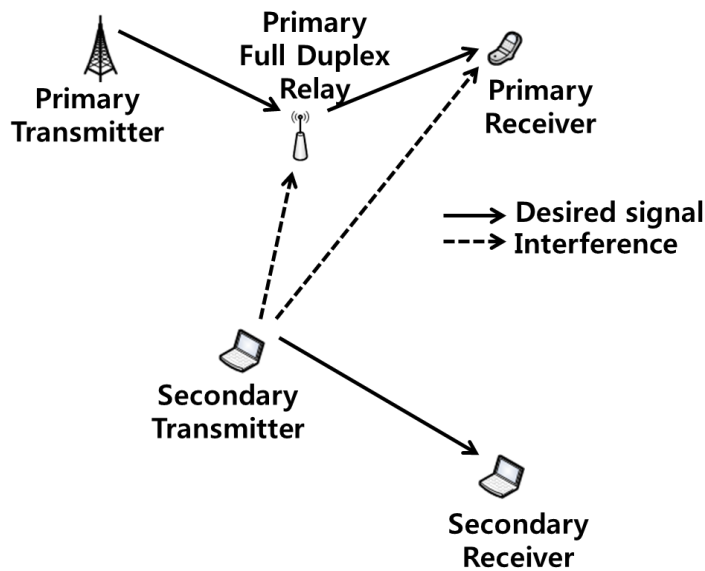 Primary
Full Duplex
Relay
Primary
Transmitter
Primary
Receiver
Desired signal
Interference
Secondary
Transmitter
Secondary
Receiver